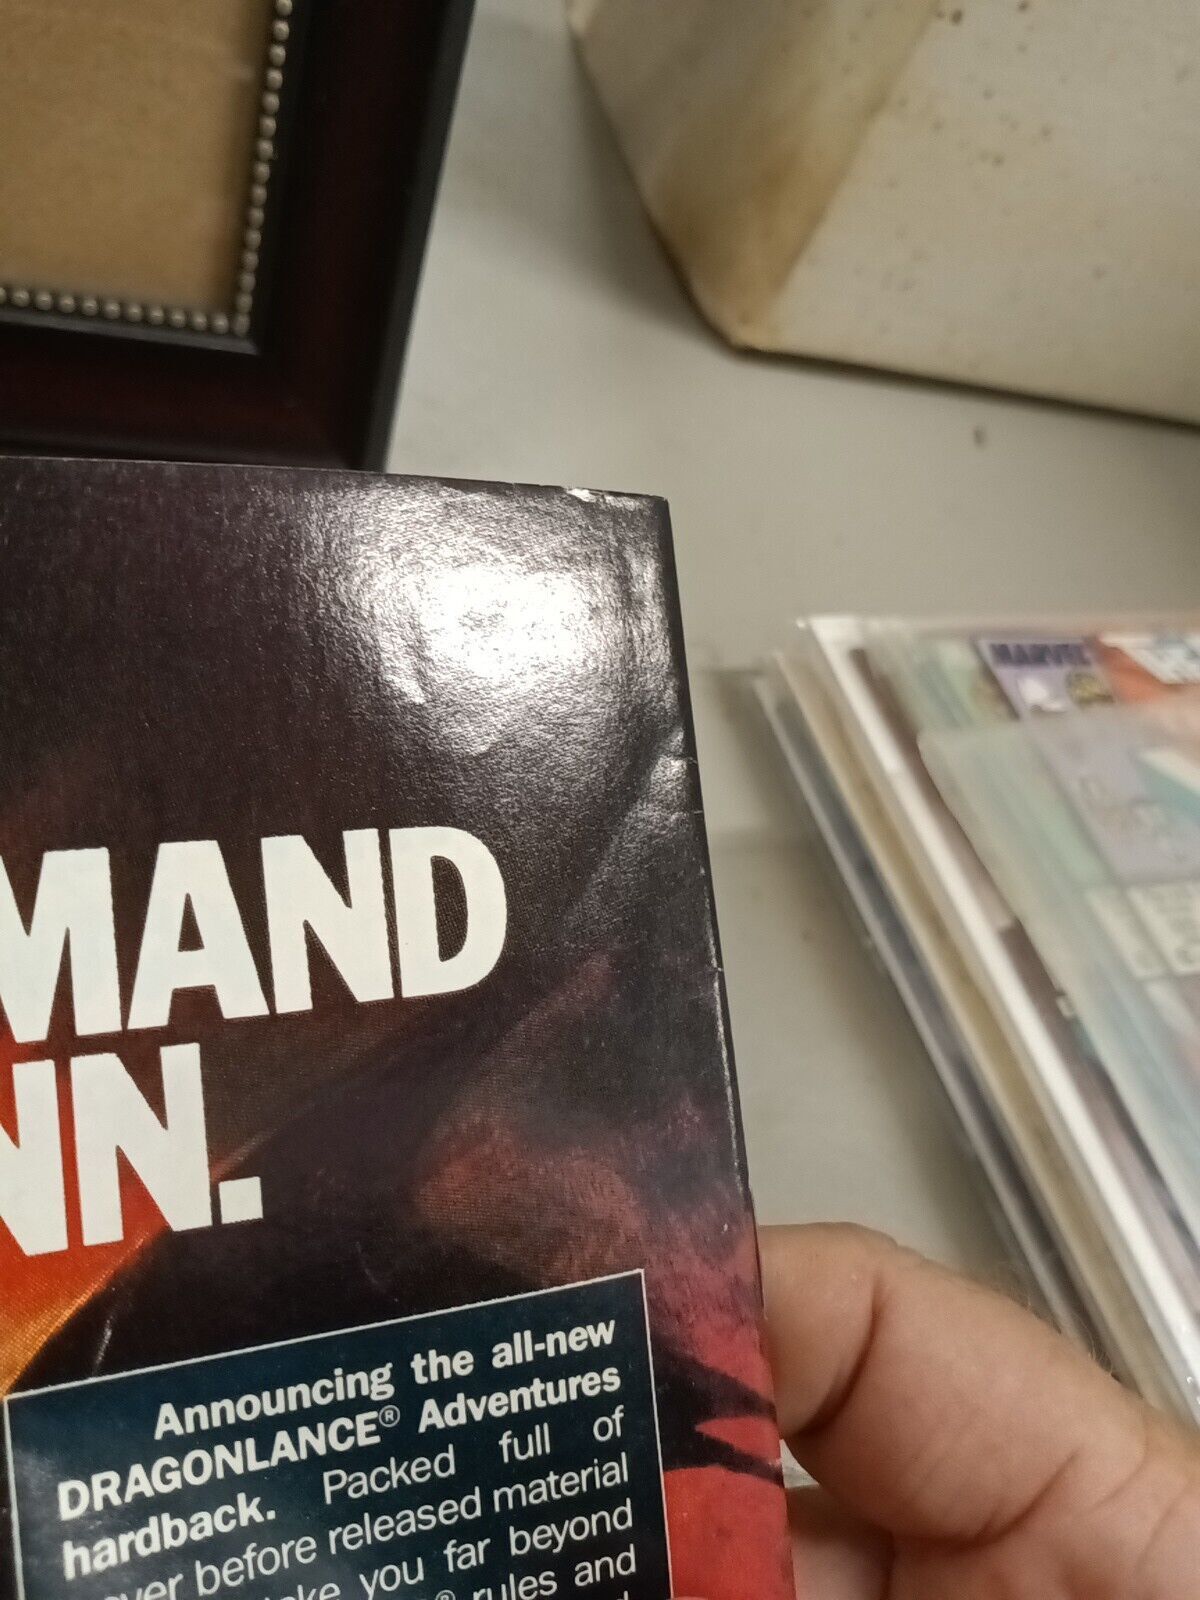 MAND
NN.
Announcing the all-new
DRAGONLANCE® Adventures
hardback. Packed full of
before released material
you far beyond
® rules and
MARVEL